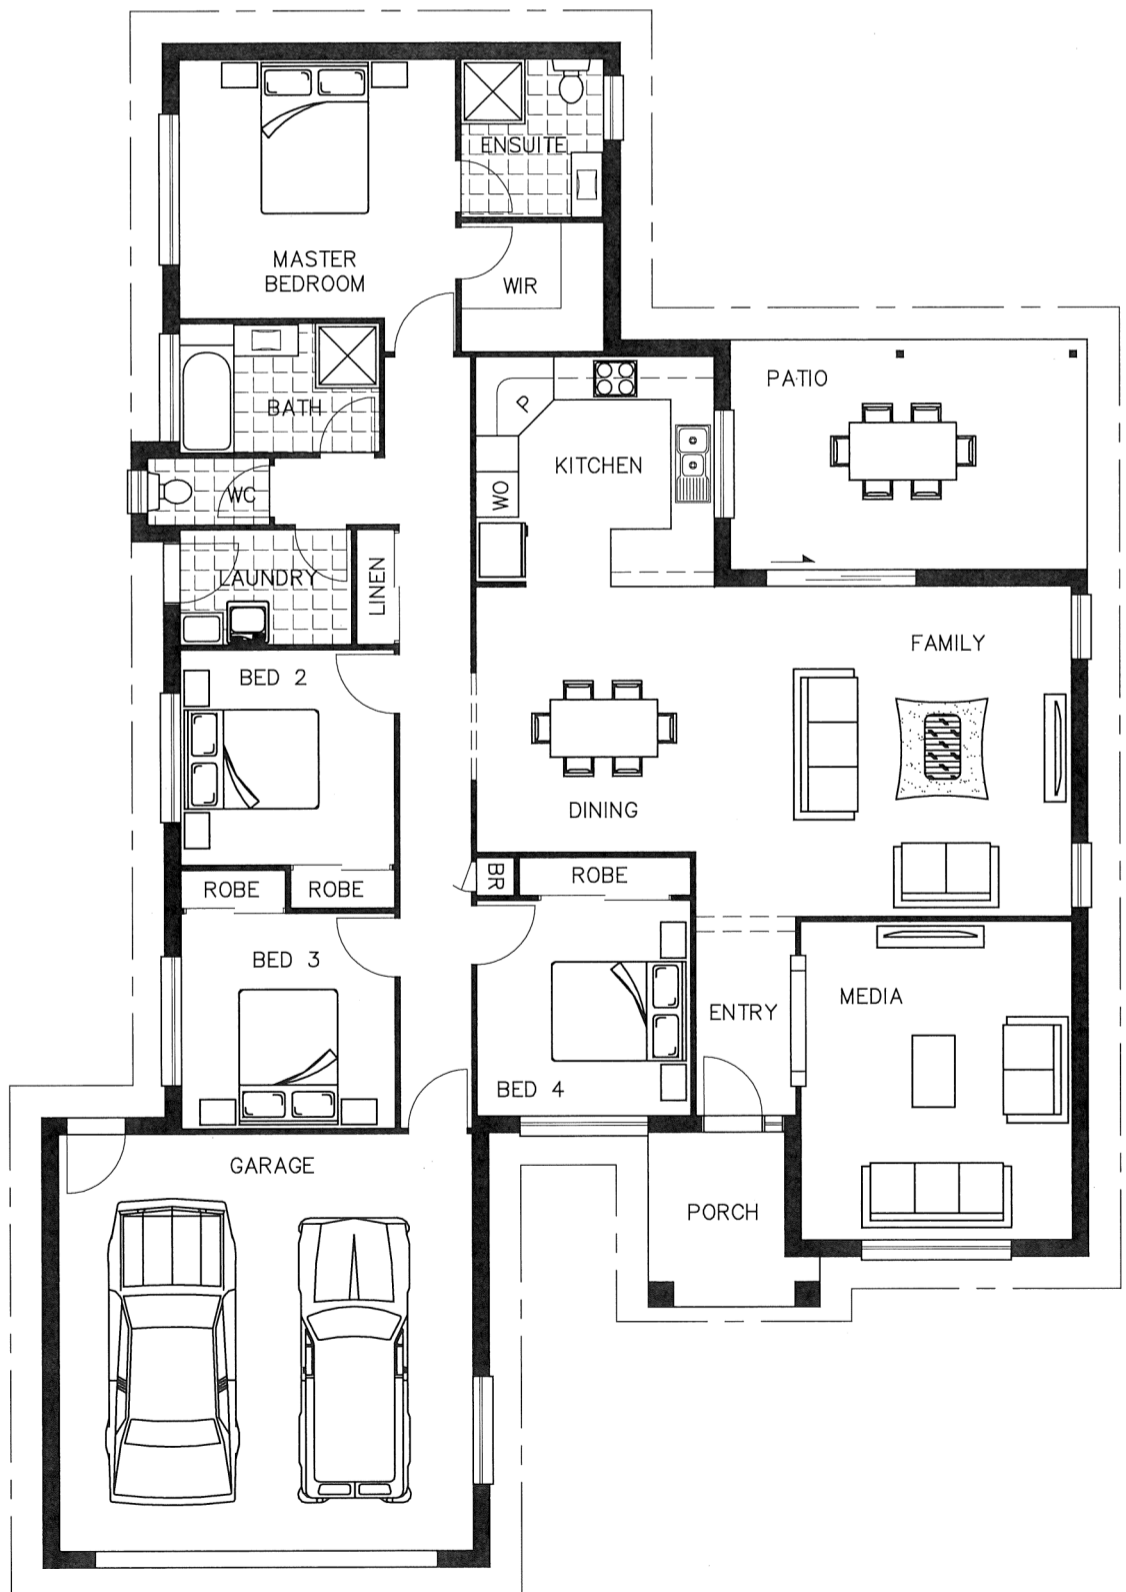 ENSUITE
MASTER
BEDROOM
WIR
PATIO
P
BATH
KITCHEN
WO
WC
LAUNDRY
LINEN
FAMILY
BED 2
DINING
ROBE
ROBE
BR
ROBE
BED 3
MEDIA
ENTRY
BED 4
GARAGE
PORCH